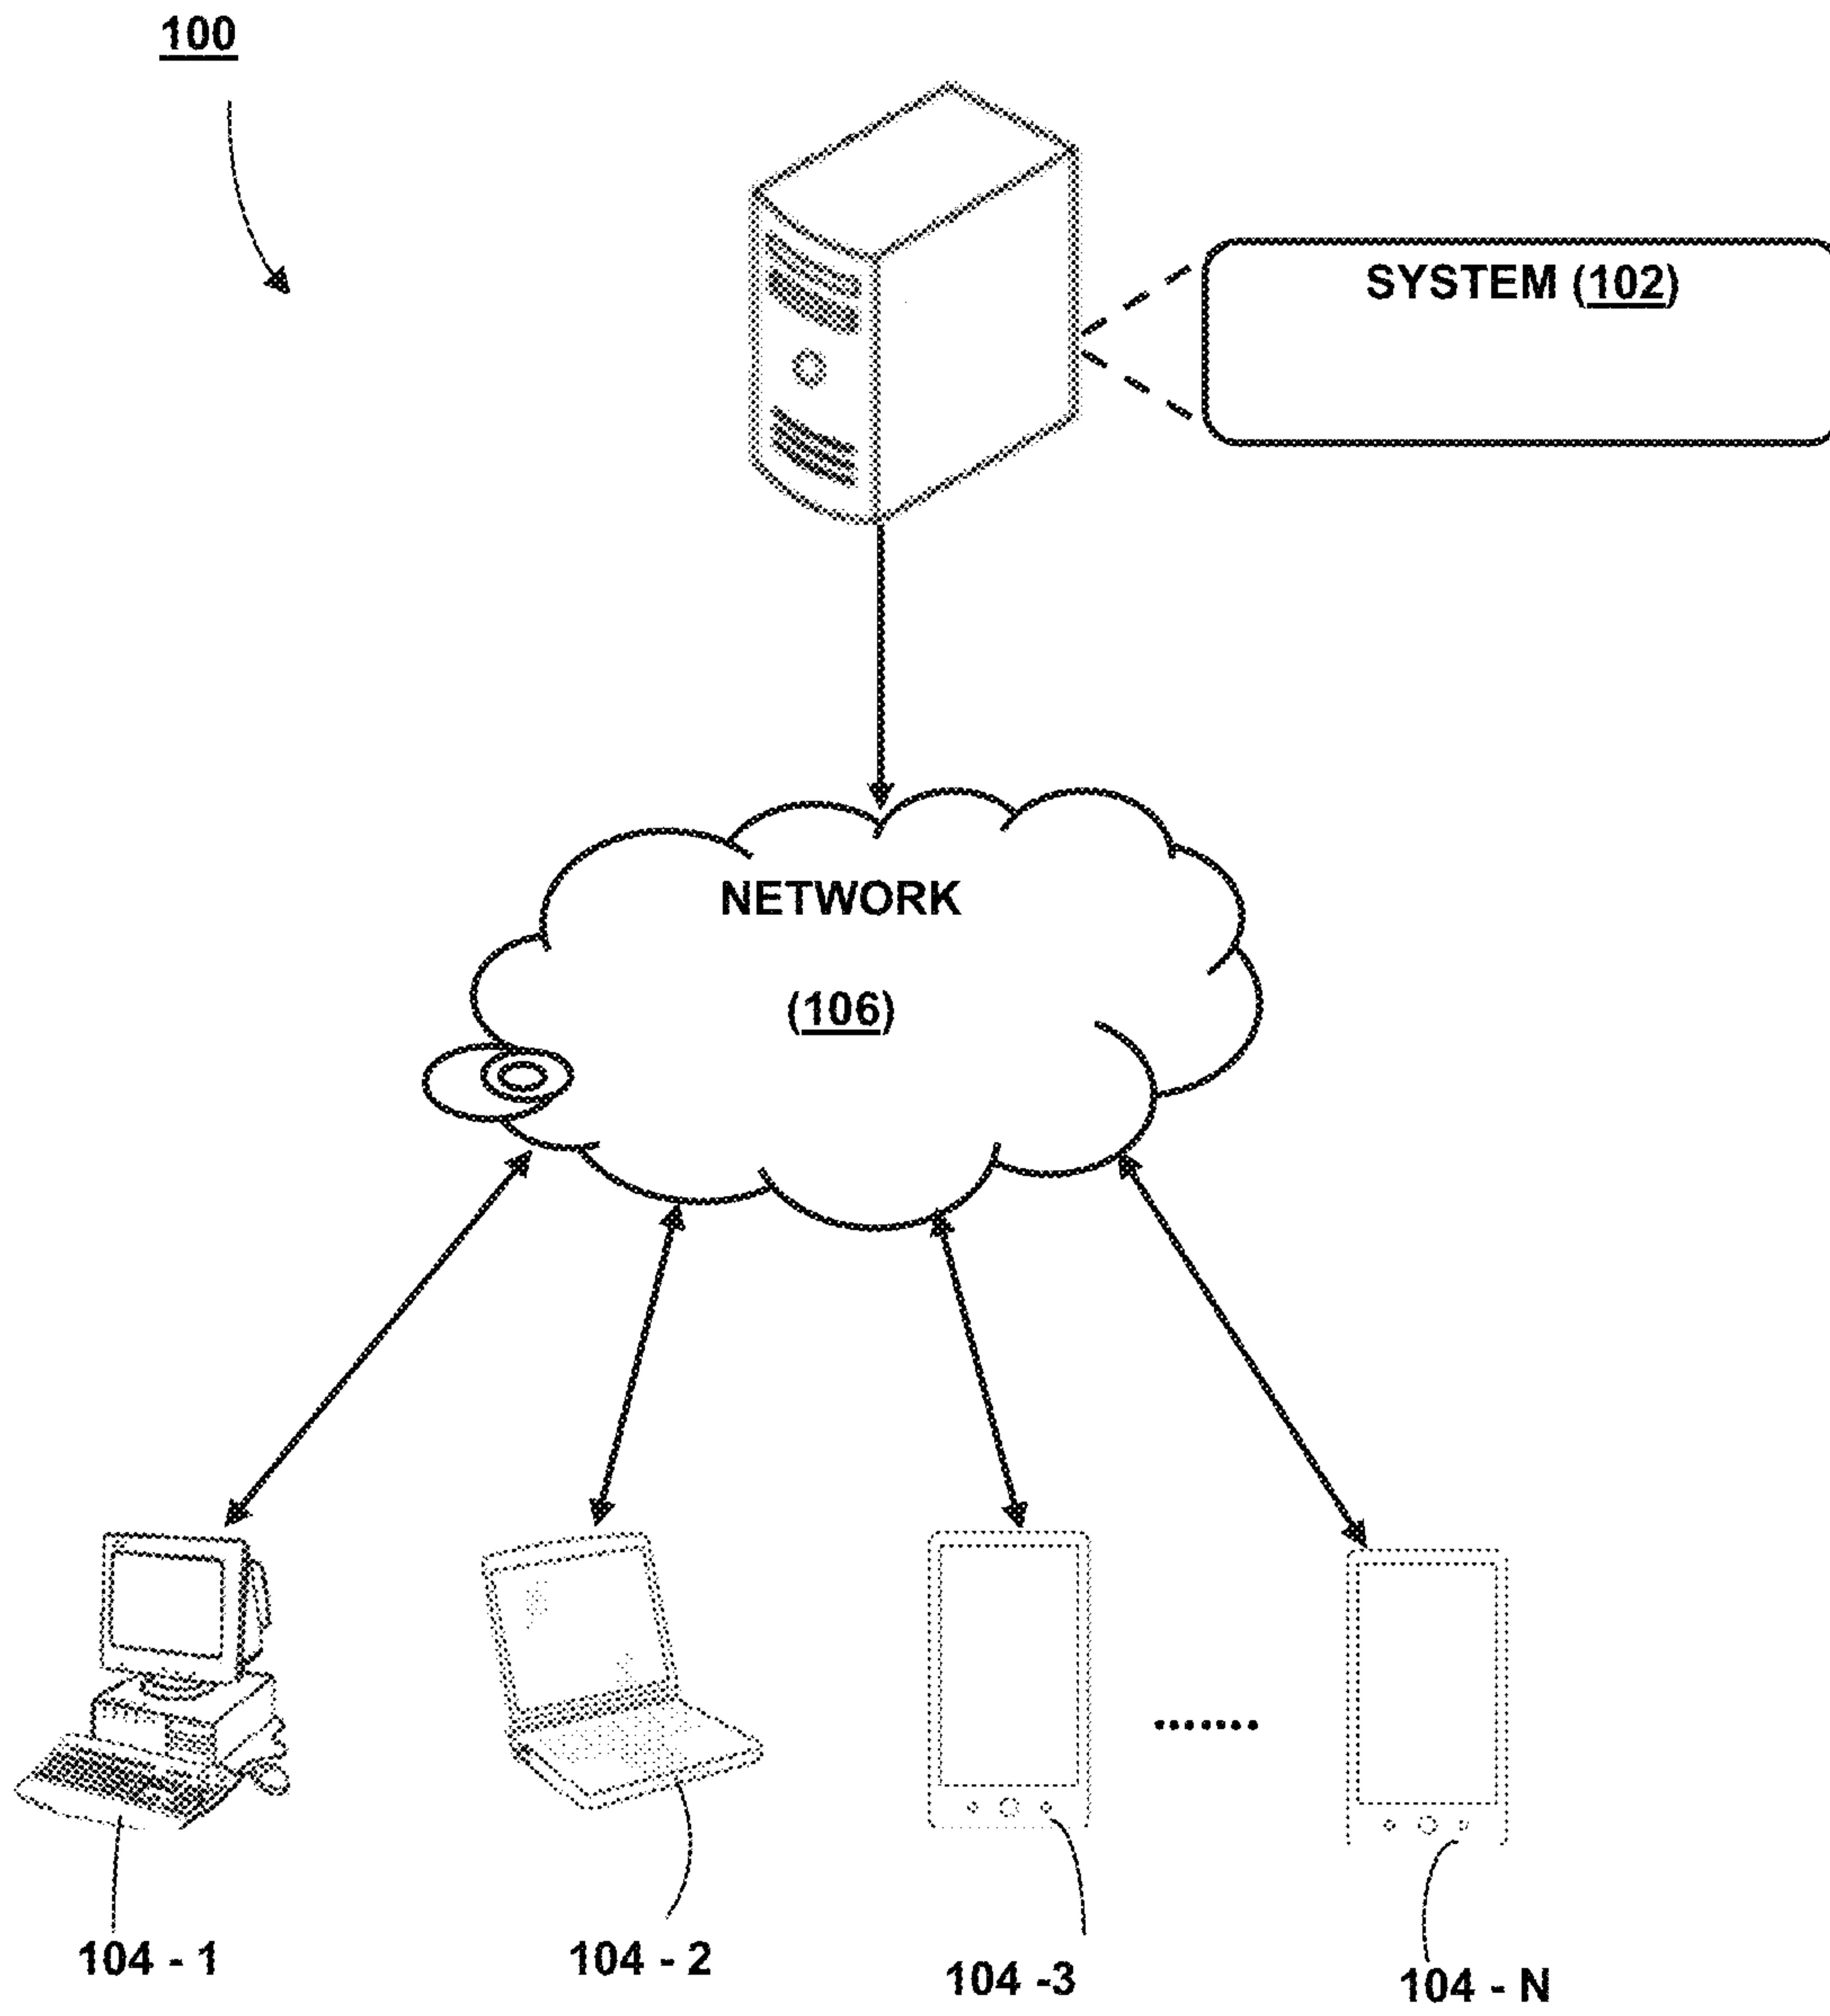 100
SYSTEM (102)
NETWORK
(106)
104 - 1
104 - 2
104 -3
.......
104 - N